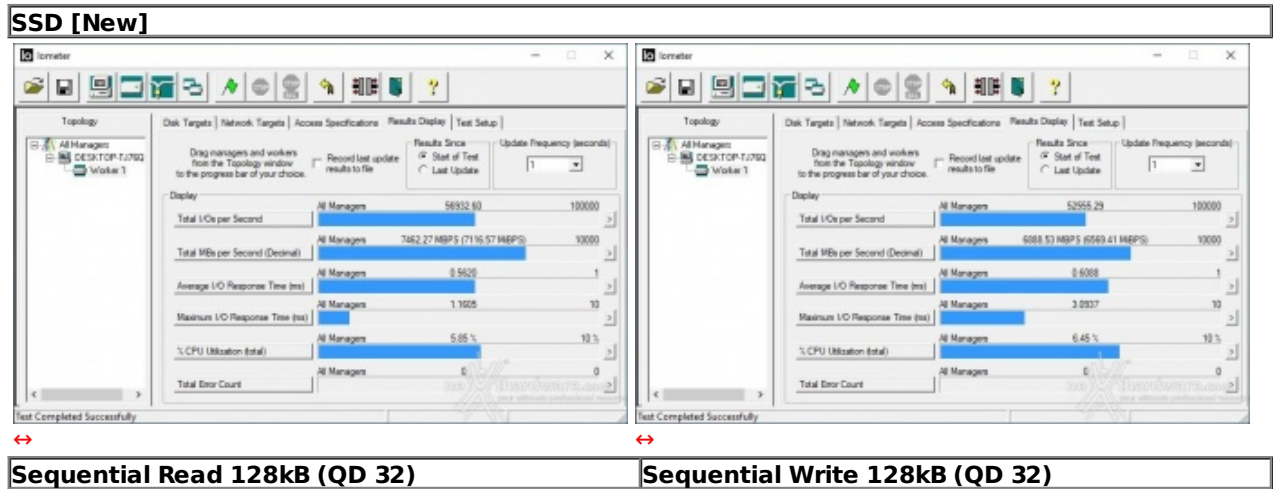 SSD [New]
Iometer
Topology
All Managers
DESKTOP-TJ76Q
Worker 1
Disk Targets Network Targets Access Specifications Results Display Test Setup
Drag managers and workers
from the Topology window
to the progress bar of your choice.
Record last update
results to file
Results Since
Start of Test
Last Update
Update Frequency (seconds)
1
Display
All Managers 56932.60 100000
Total I/Os per Second
All Managers 7462.27 MBPS (7116.57 MiBPS) 10000
Total MBs per Second (Decimal)
All Managers 0.5620 1
Average I/O Response Time (ms)
All Managers 1.1605 10
Maximum I/O Response Time (ms)
All Managers 5.85 % 10 %
% CPU Utilization (total)
All Managers 0 0
Total Error Count
Test Completed Successfully
Iometer
Topology
All Managers
DESKTOP-TJ76Q
Worker 1
Disk Targets Network Targets Access Specifications Results Display Test Setup
Drag managers and workers
from the Topology window
to the progress bar of your choice.
Record last update
results to file
Results Since
Start of Test
Last Update
Update Frequency (seconds)
1
Display
All Managers 52555.29 100000
Total I/Os per Second
All Managers 6888.53 MBPS (6569.41 MiBPS) 10000
Total MBs per Second (Decimal)
All Managers 0.6088 1
Average I/O Response Time (ms)
All Managers 3.0937 10
Maximum I/O Response Time (ms)
All Managers 6.45 % 10 %
% CPU Utilization (total)
All Managers 0 0
Total Error Count
Test Completed Successfully
Sequential Read 128kB (QD 32)
Sequential Write 128kB (QD 32)